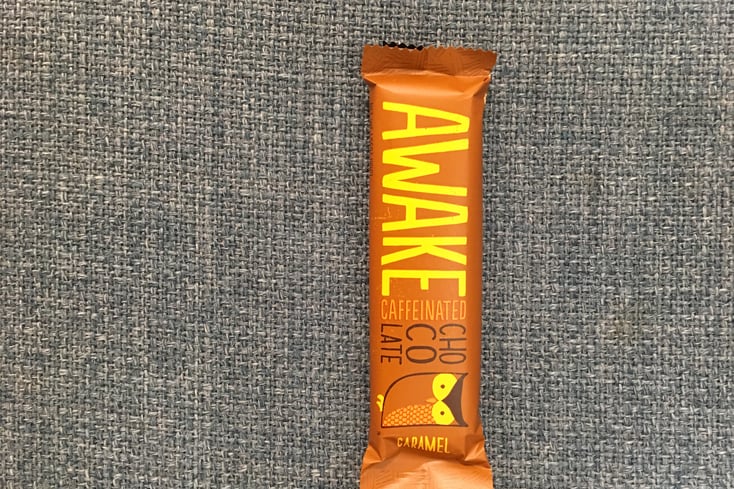 AWAKE
CAFFEINATED
CHO
CO
LATE
CARAMEL